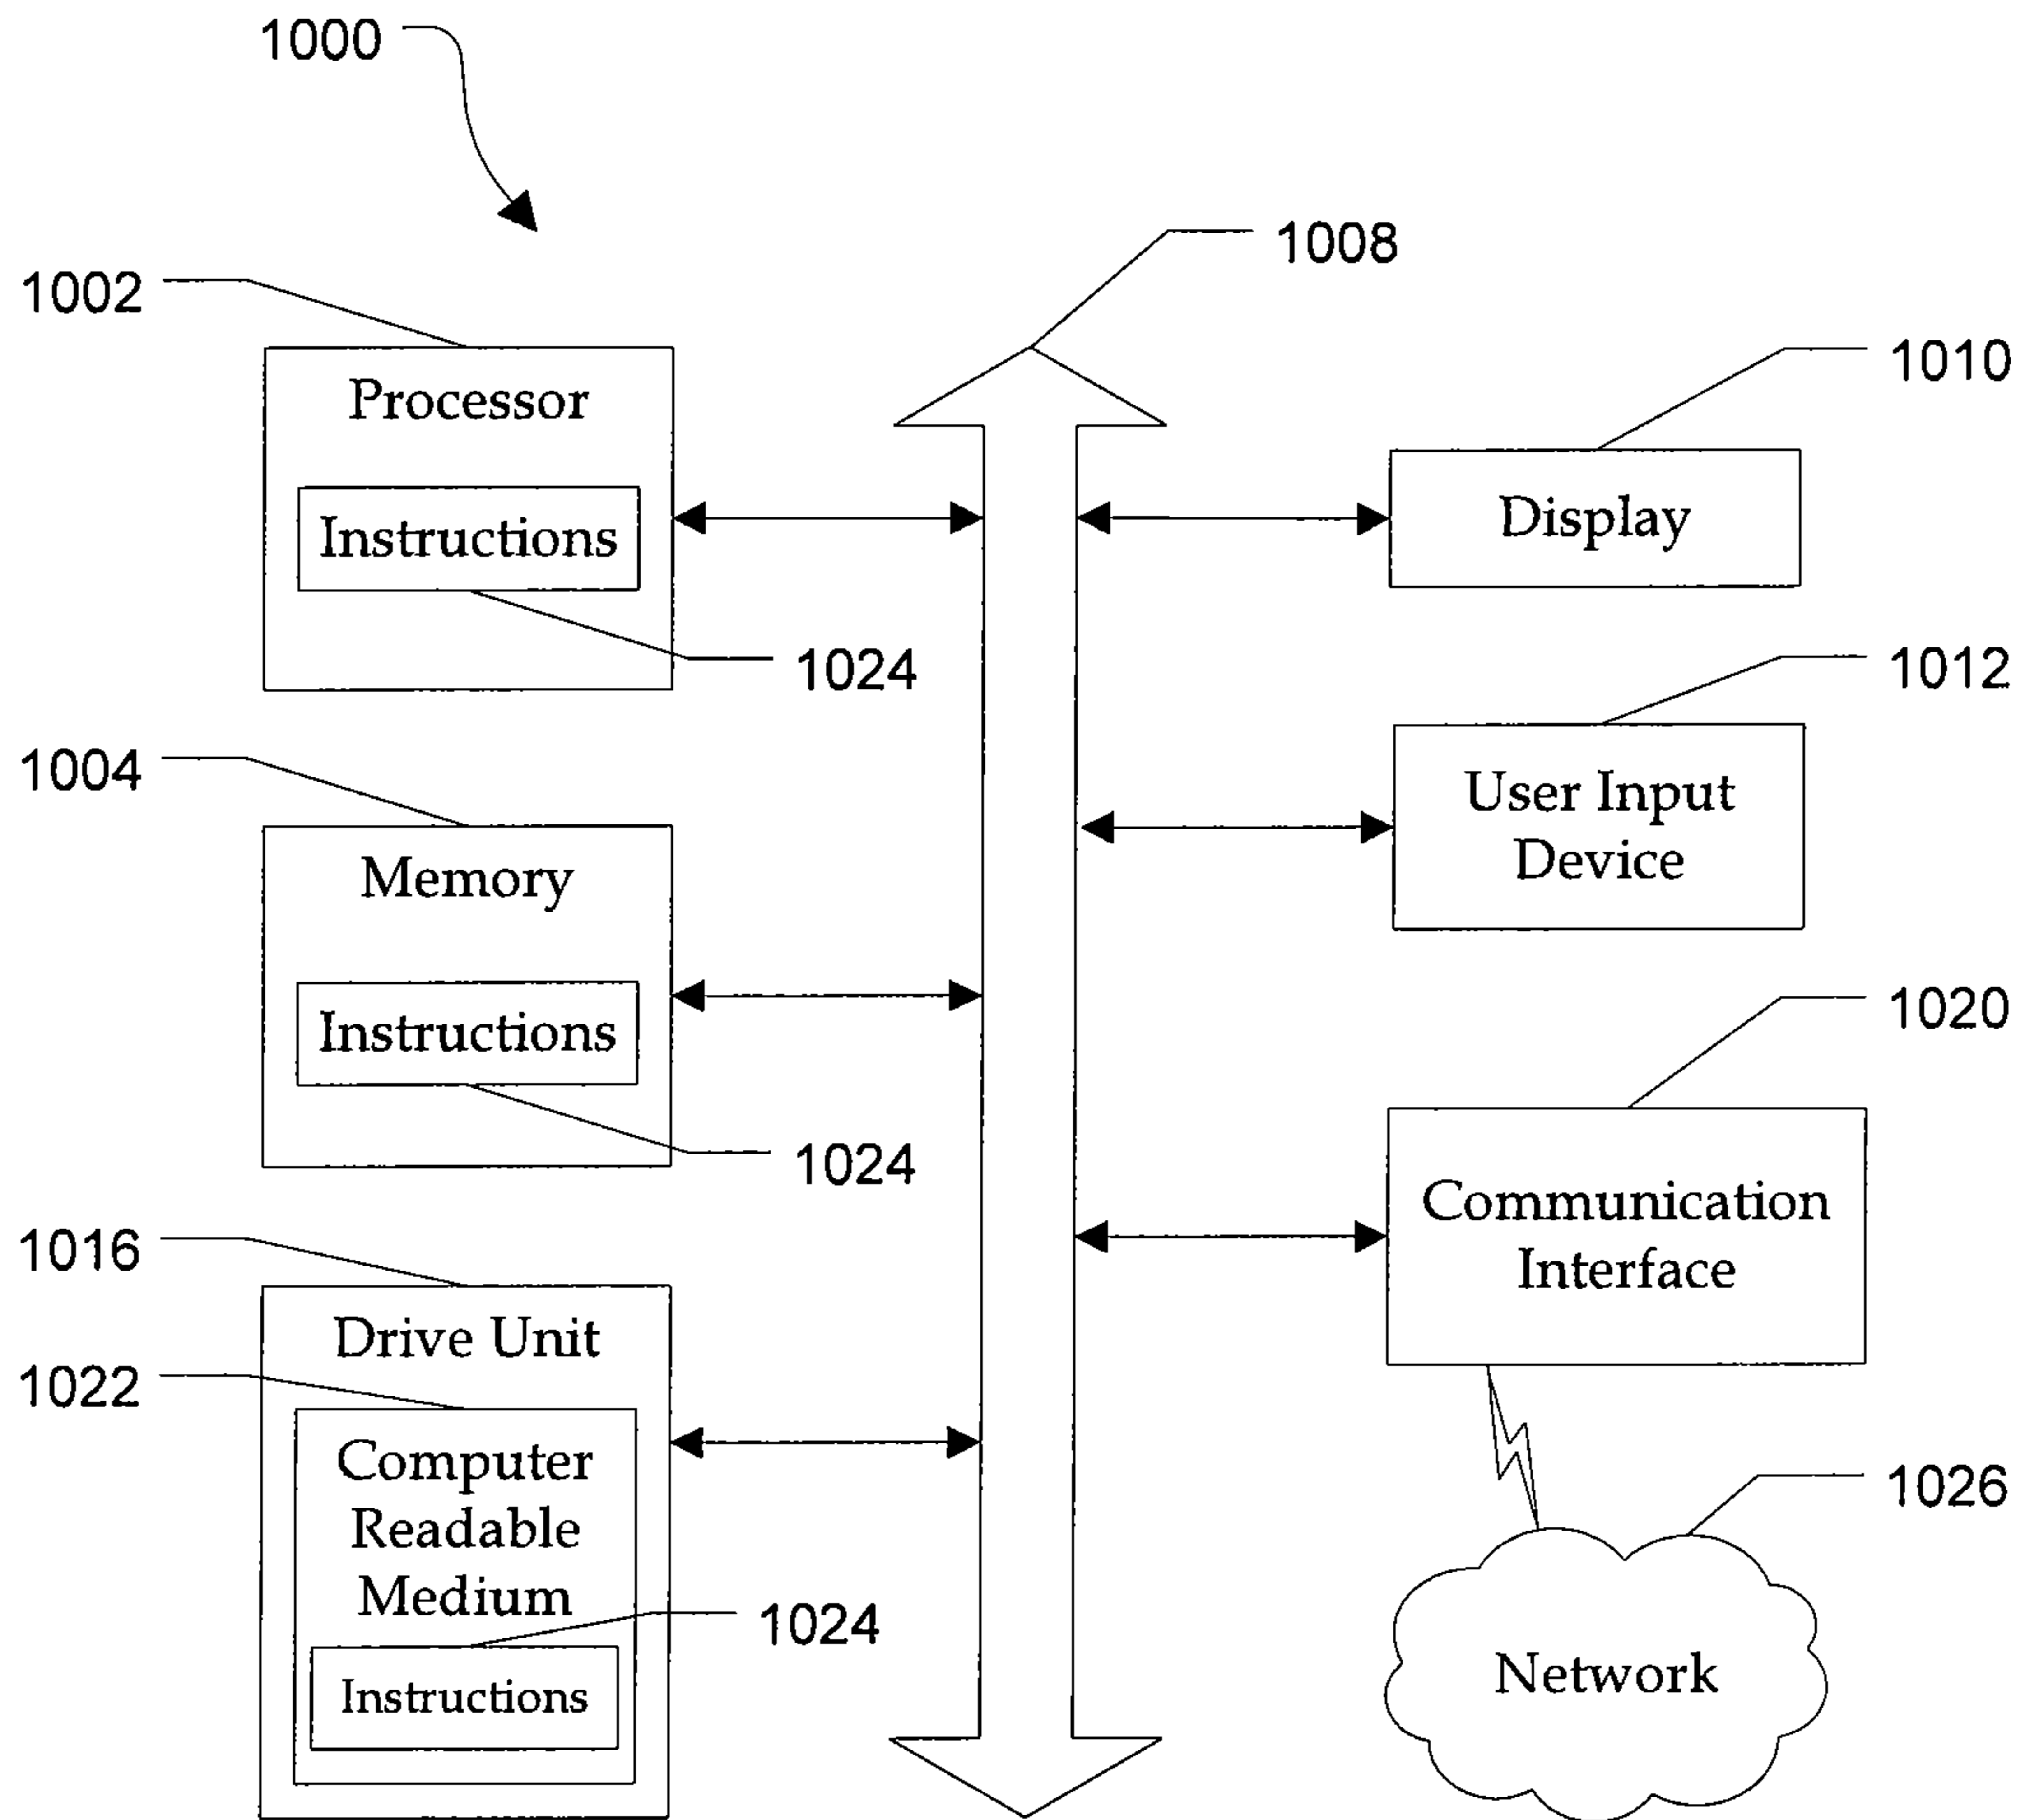 1000
1008
1002
Processor
Instructions
1024
1010
Display
1012
User Input
Device
1004
Memory
Instructions
1024
1020
Communication
Interface
1016
Drive Unit
1022
Computer
Readable
Medium
1024
Instructions
1026
Network